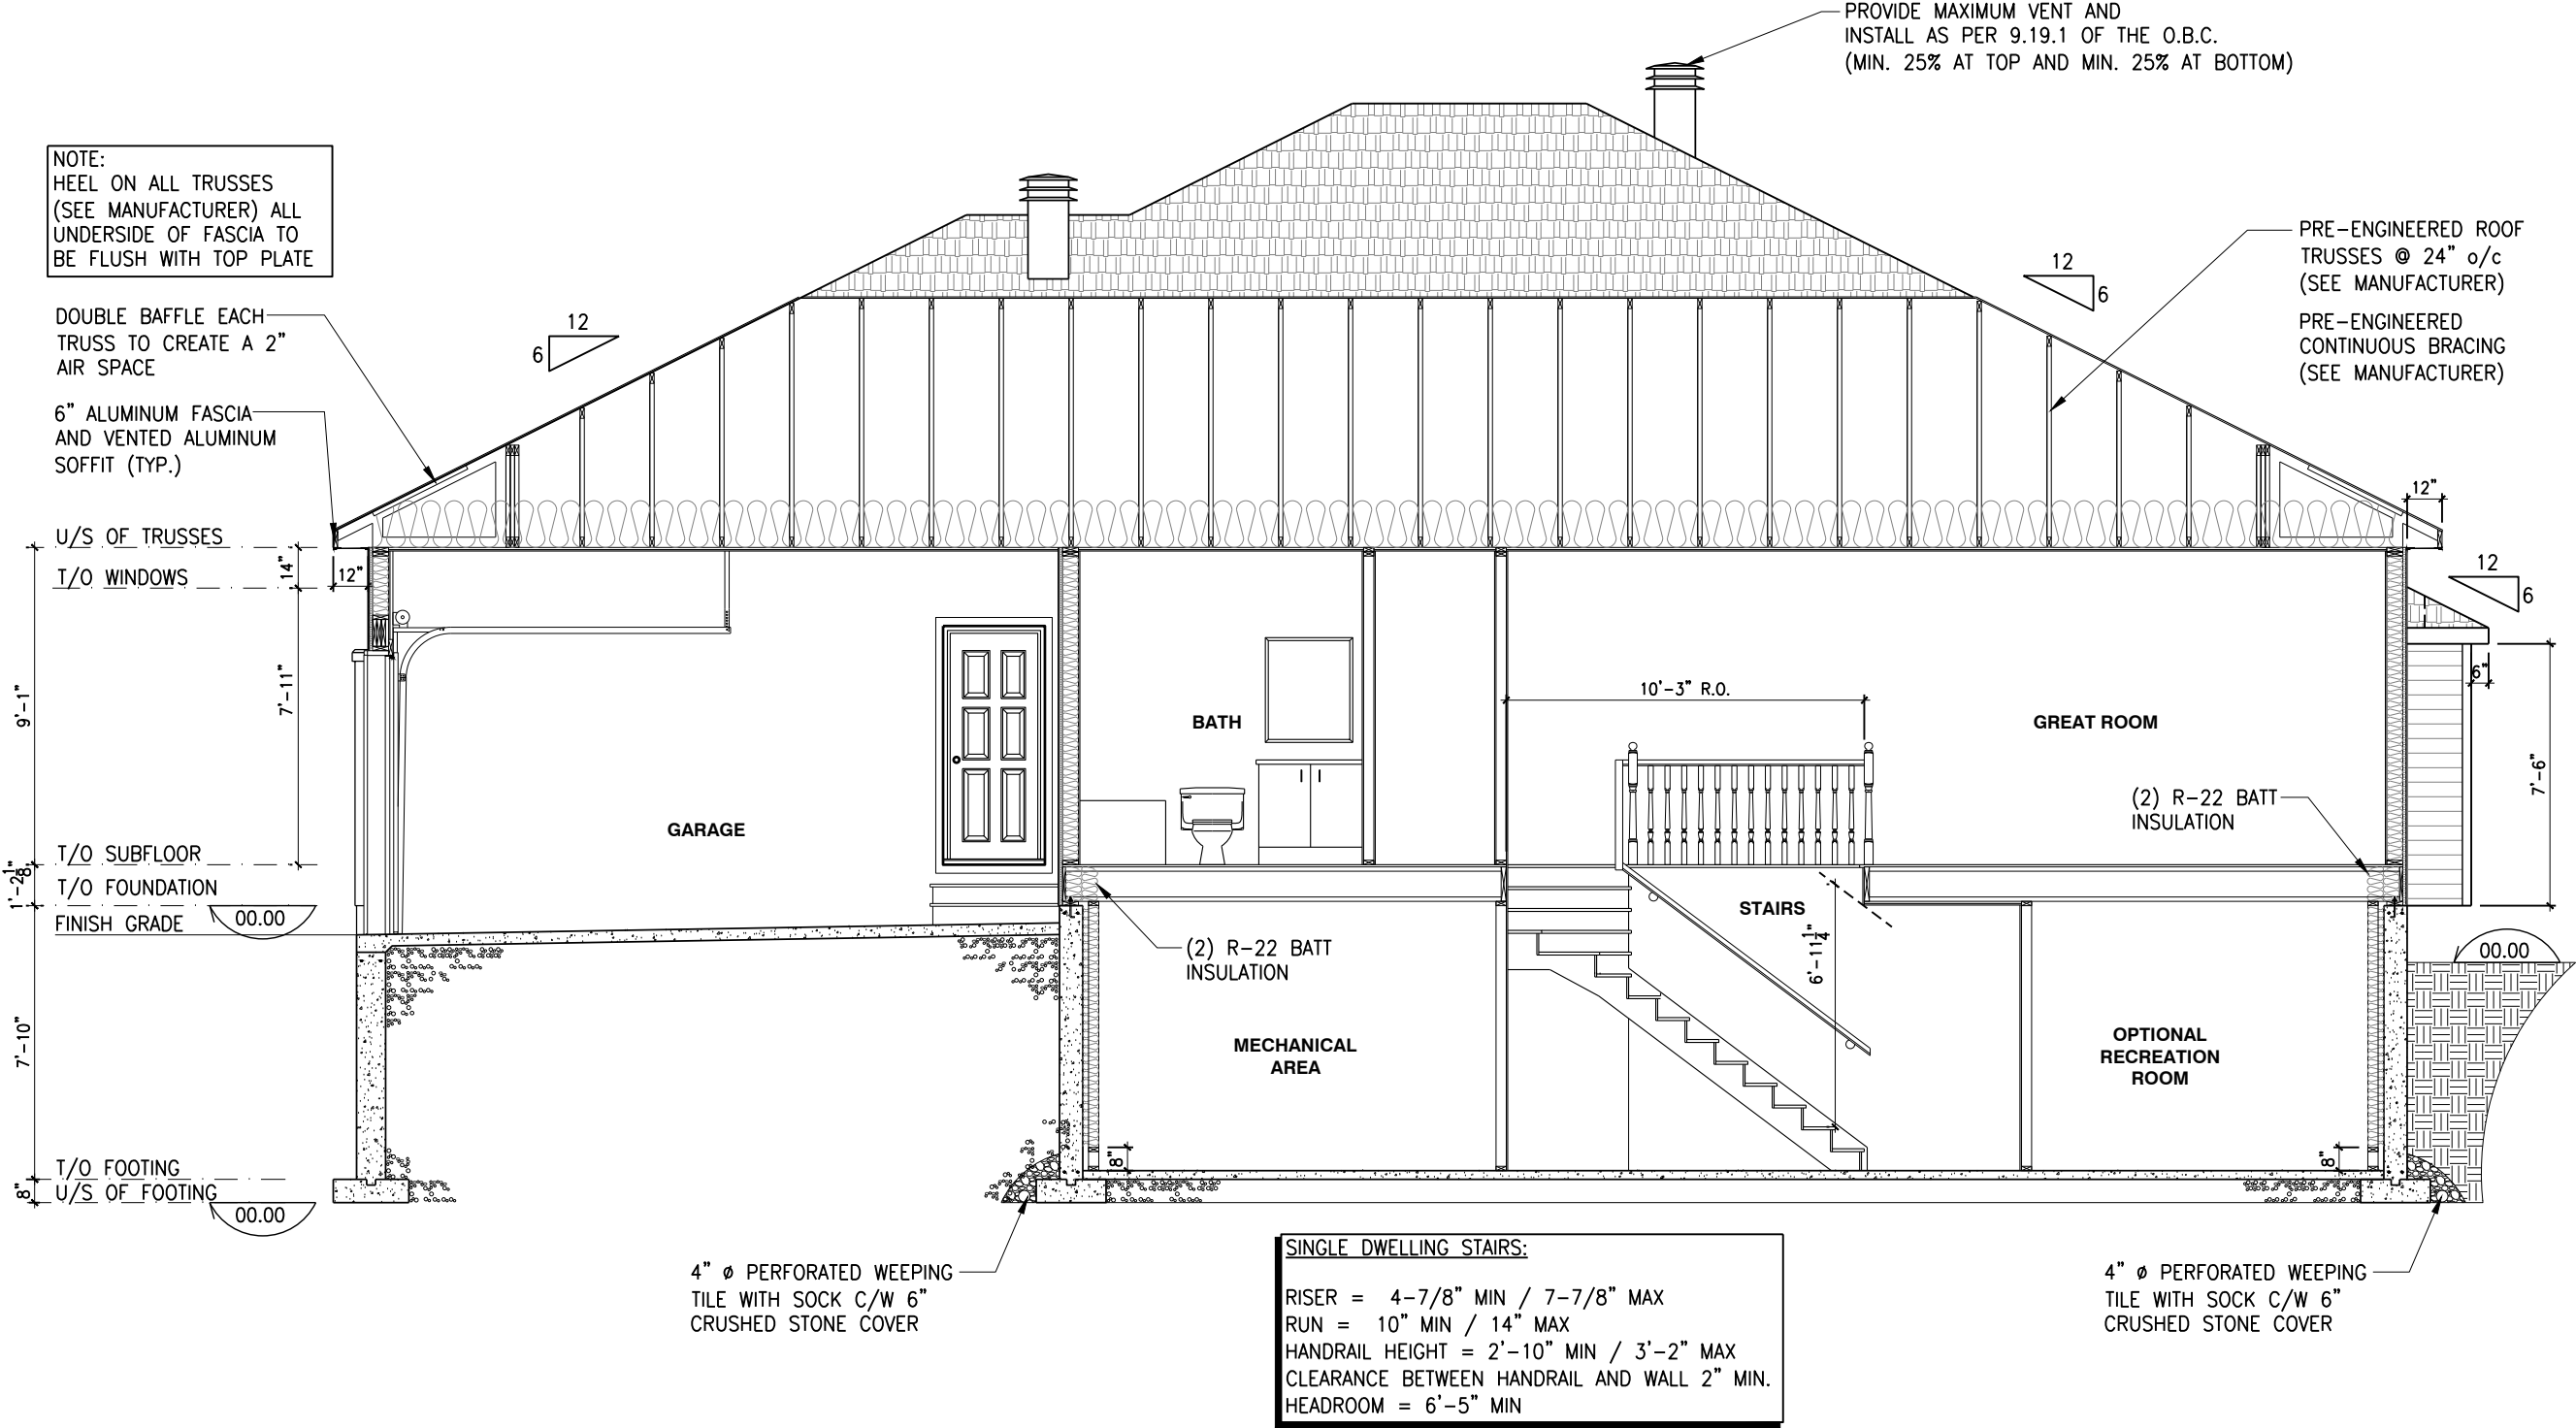 PROVIDE MAXIMUM VENT AND
INSTALL AS PER 9.19.1 OF THE O.B.C.
(MIN. 25% AT TOP AND MIN. 25% AT BOTTOM)
NOTE:
HEEL ON ALL TRUSSES
(SEE MANUFACTURER) ALL
UNDERSIDE OF FASCIA TO
BE FLUSH WITH TOP PLATE
PRE-ENGINEERED ROOF
TRUSSES @ 24" o/c
(SEE MANUFACTURER)
PRE-ENGINEERED
CONTINUOUS BRACING
(SEE MANUFACTURER)
12
6
12
6
DOUBLE BAFFLE EACH
TRUSS TO CREATE A 2"
AIR SPACE
6" ALUMINUM FASCIA
AND VENTED ALUMINUM
SOFFIT (TYP.)
12"
U/S OF TRUSSES
T/O WINDOWS
14"
12"
12
6
9'-1"
7'-11"
6"
7'-6"
10'-3" R.O.
BATH
GREAT ROOM
GARAGE
(2) R-22 BATT
INSULATION
T/O SUBFLOOR
1'-2 1/8"
T/O FOUNDATION
FINISH GRADE
00.00
STAIRS
6'-11 1/4"
(2) R-22 BATT
INSULATION
00.00
7'-10"
MECHANICAL
AREA
OPTIONAL
RECREATION
ROOM
8"
8"
T/O FOOTING
8"
U/S OF FOOTING
00.00
4" ø PERFORATED WEEPING
TILE WITH SOCK C/W 6"
CRUSHED STONE COVER
SINGLE DWELLING STAIRS:
RISER = 4-7/8" MIN / 7-7/8" MAX
RUN = 10" MIN / 14" MAX
HANDRAIL HEIGHT = 2'-10" MIN / 3'-2" MAX
CLEARANCE BETWEEN HANDRAIL AND WALL 2" MIN.
HEADROOM = 6'-5" MIN
4" ø PERFORATED WEEPING
TILE WITH SOCK C/W 6"
CRUSHED STONE COVER